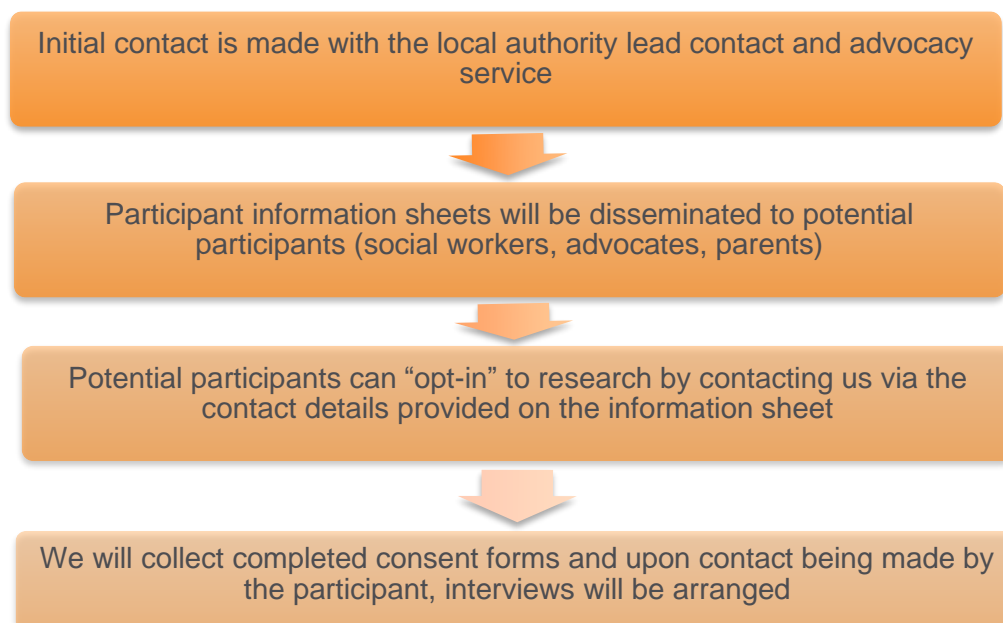 Initial contact is made with the local authority lead contact and advocacy
service
Participant information sheets will be disseminated to potential
participants (social workers, advocates, parents)
Potential participants can “opt-in” to research by contacting us via the
contact details provided on the information sheet
We will collect completed consent forms and upon contact being made by
the participant, interviews will be arranged